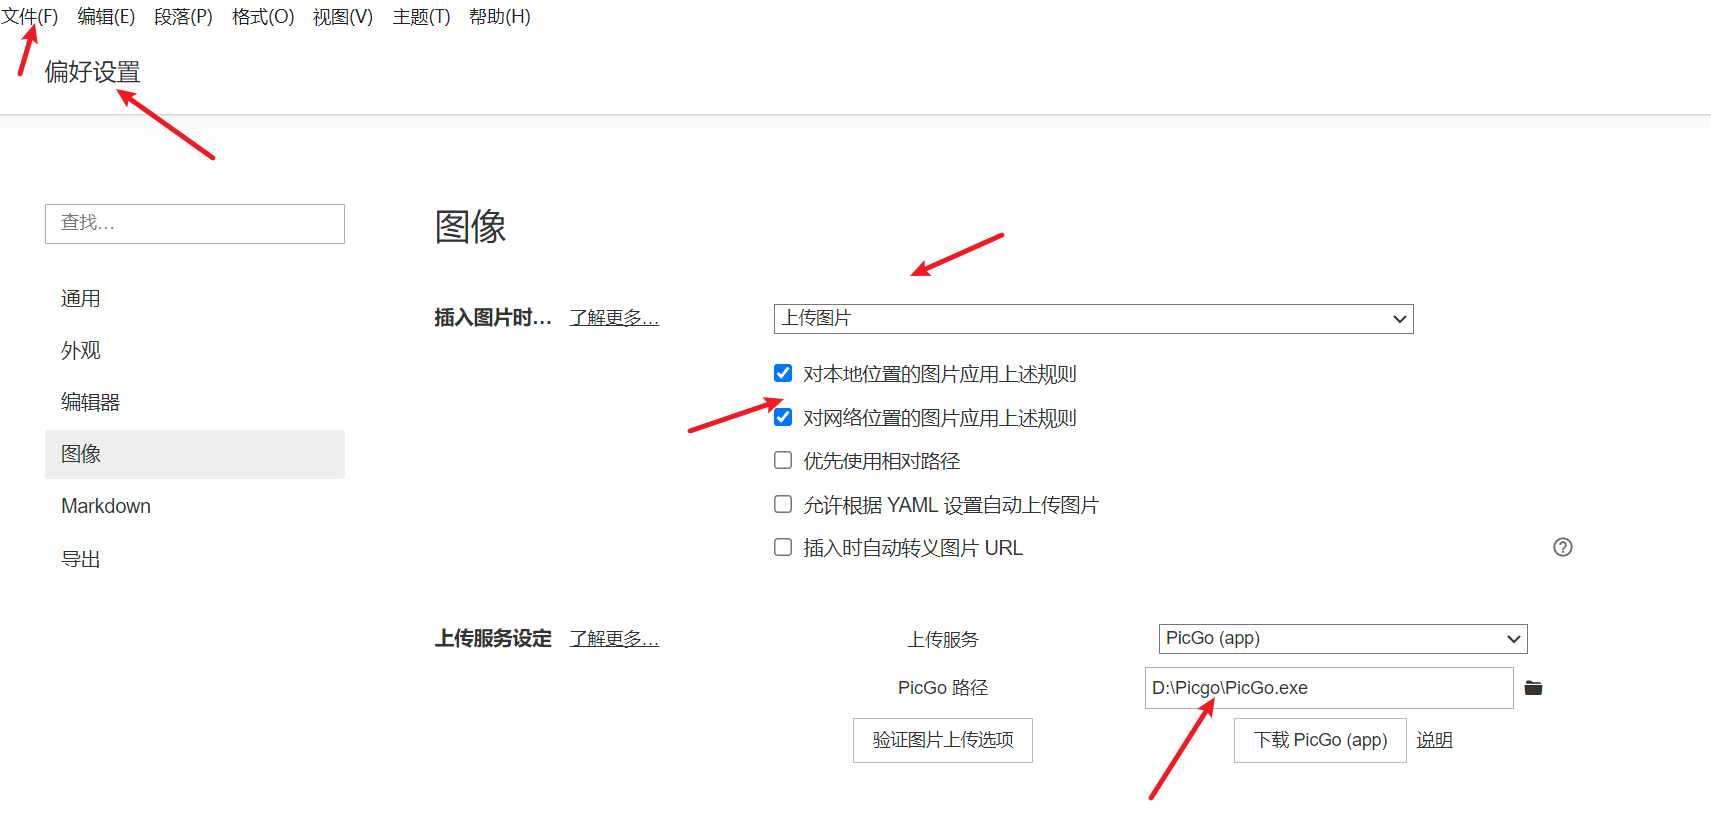 文件(F) 编辑(E) 段落(P) 格式(O) 视图(V) 主题(T) 帮助(H)
偏好设置
查找...
通用
外观
编辑器
图像
Markdown
导出
图像
插入图片时... 了解更多... 上传图片
对本地位置的图片应用上述规则
对网络位置的图片应用上述规则
优先使用相对路径
允许根据 YAML 设置自动上传图片
插入时自动转义图片 URL
上传服务设定 了解更多... 上传服务 PicGo (app)
PicGo 路径 D:\Picgo\PicGo.exe
验证图片上传选项 下载 PicGo (app) 说明